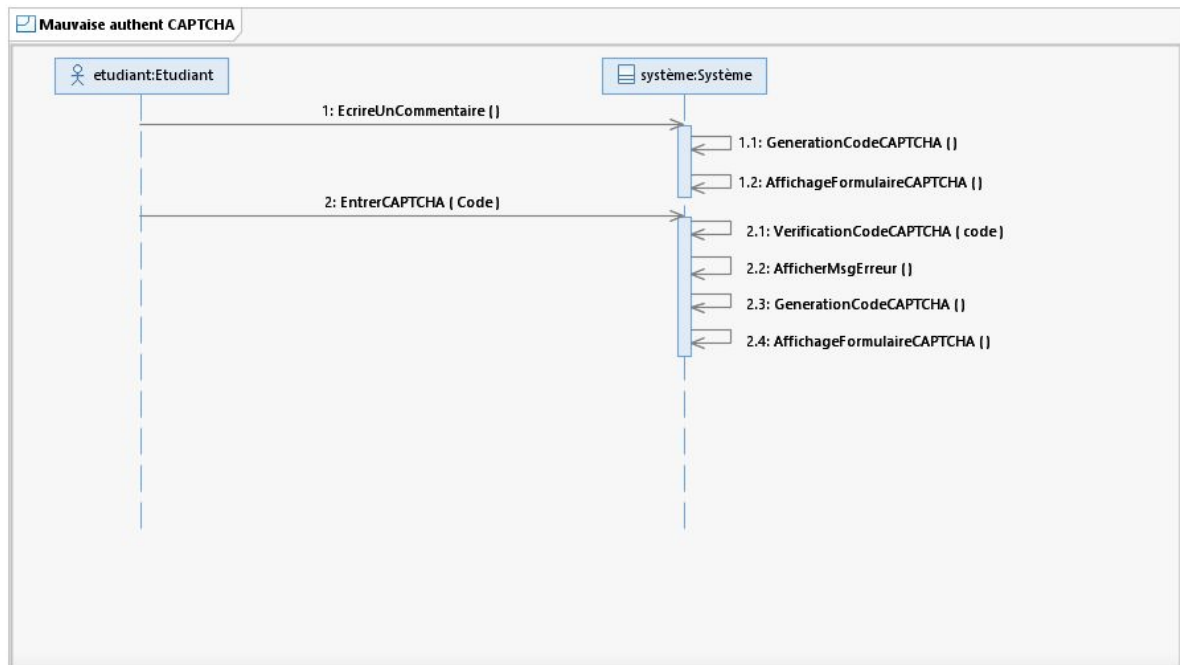 Mauvaise authent CAPTCHA
etudiant:Etudiant
système:Système
1: EcrireUnCommentaire ()
1.1: GenerationCodeCAPTCHA ()
1.2: AffichageFormulaireCAPTCHA ()
2: EntrerCAPTCHA ( Code )
2.1: VerificationCodeCAPTCHA ( code )
2.2: AfficherMsgErreur ()
2.3: GenerationCodeCAPTCHA ()
2.4: AffichageFormulaireCAPTCHA ()